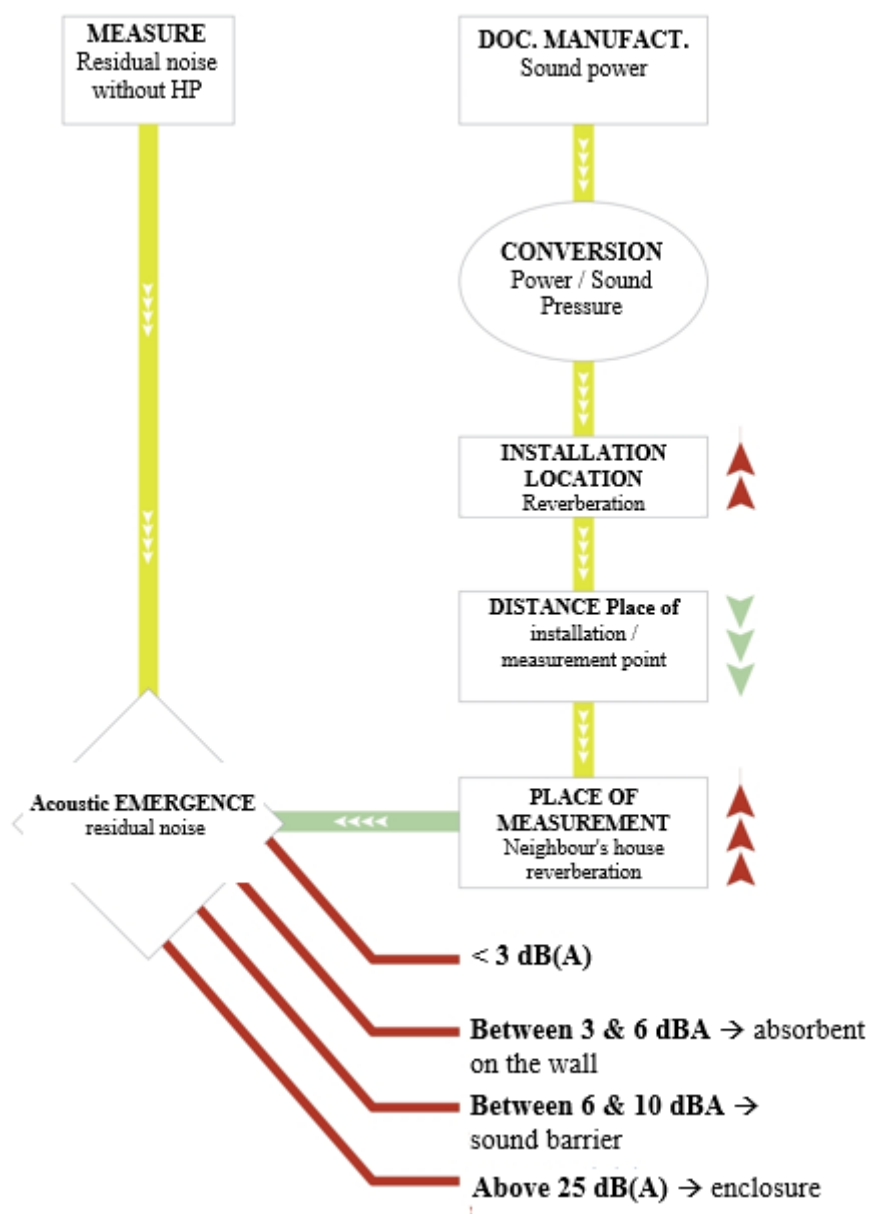 MEASURE
Residual noise
without HP
DOC. MANUFACT.
Sound power
CONVERSION
Power / Sound
Pressure
INSTALLATION
LOCATION
Reverberation
DISTANCE Place of
installation /
measurement point
PLACE OF
MEASUREMENT
Neighbour's house
reverberation
Acoustic EMERGENCE
residual noise
< 3 dB(A)
Between 3 & 6 dBA → absorbent
on the wall
Between 6 & 10 dBA →
sound barrier
Above 25 dB(A) → enclosure